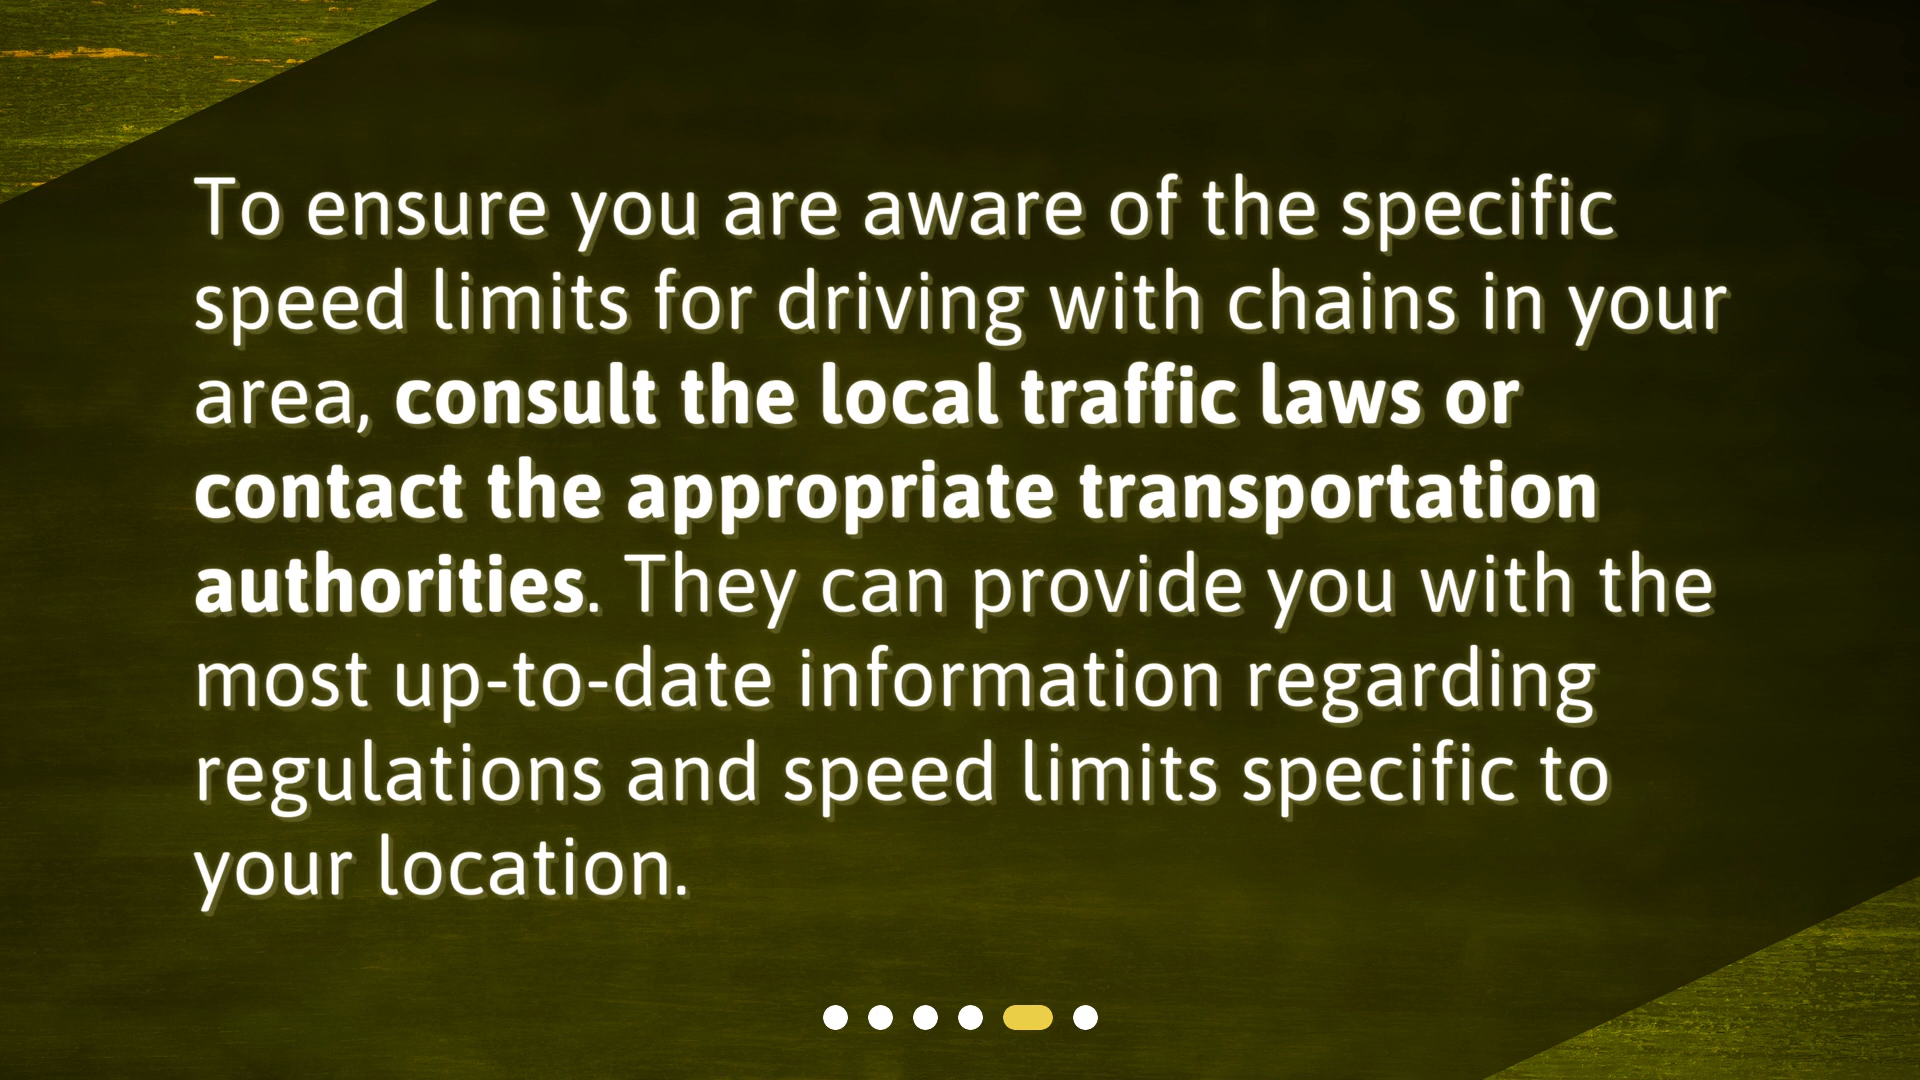 To ensure you are aware of the specific
speed limits for driving with chains in your
area, consult the local traffic laws or
contact the appropriate transportation
authorities. They can provide you with the
most up-to-date information regarding
regulations and speed limits specific to
your location.